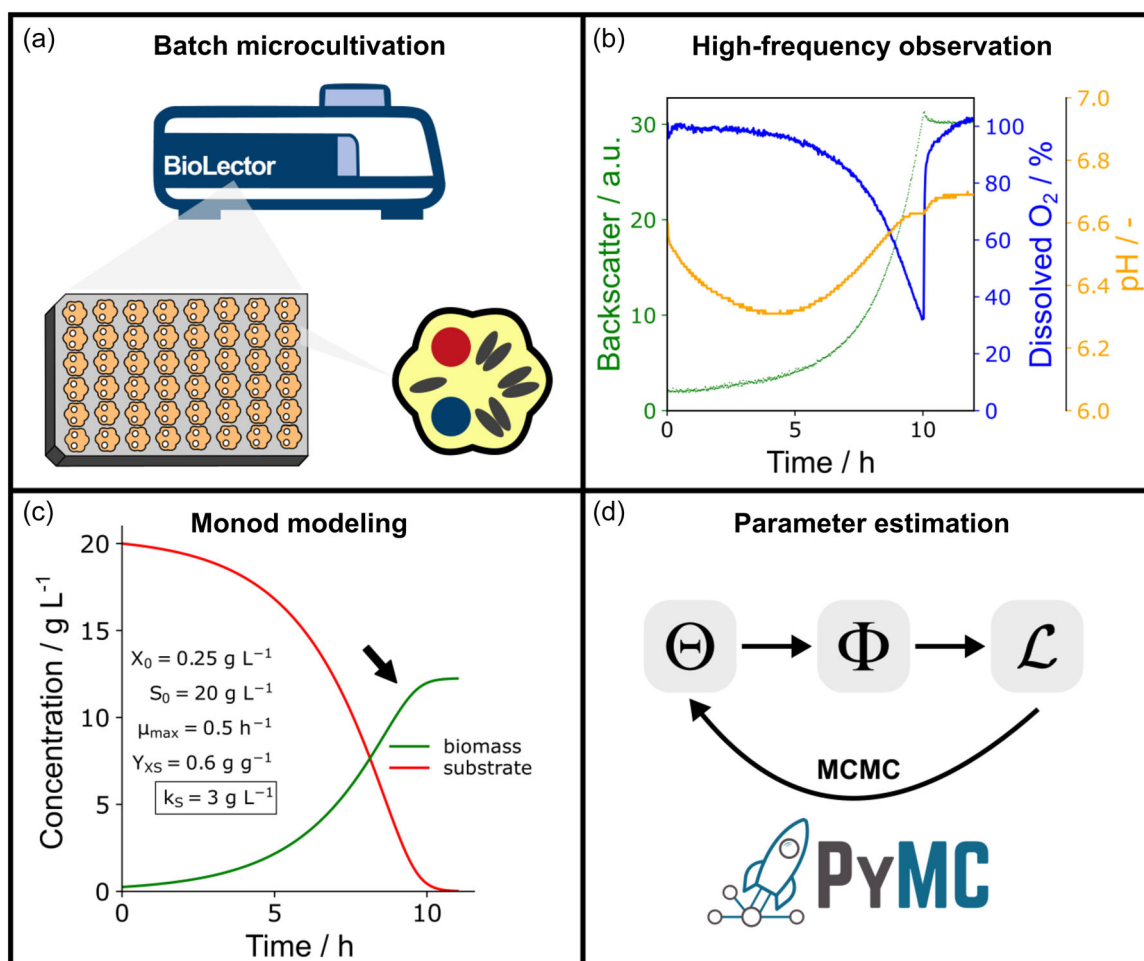 (a)
Batch microcultivation
BioLector
(b)
High-frequency observation
Backscatter / a.u.
30
20
10
0
0
5
10
Time / h
100
80
60
40
20
0
Dissolved O₂ / %
7.0
6.8
6.6
6.4
6.2
6.0
pH / -
(c)
Monod modeling
Concentration / g L⁻¹
20
15
10
5
0
X₀ = 0.25 g L⁻¹
S₀ = 20 g L⁻¹
μₘₐₓ = 0.5 h⁻¹
Y_XS = 0.6 g g⁻¹
k_S = 3 g L⁻¹
biomass
substrate
0
10
Time / h
(d)
Parameter estimation
Θ
Φ
ℒ
MCMC
PyMC